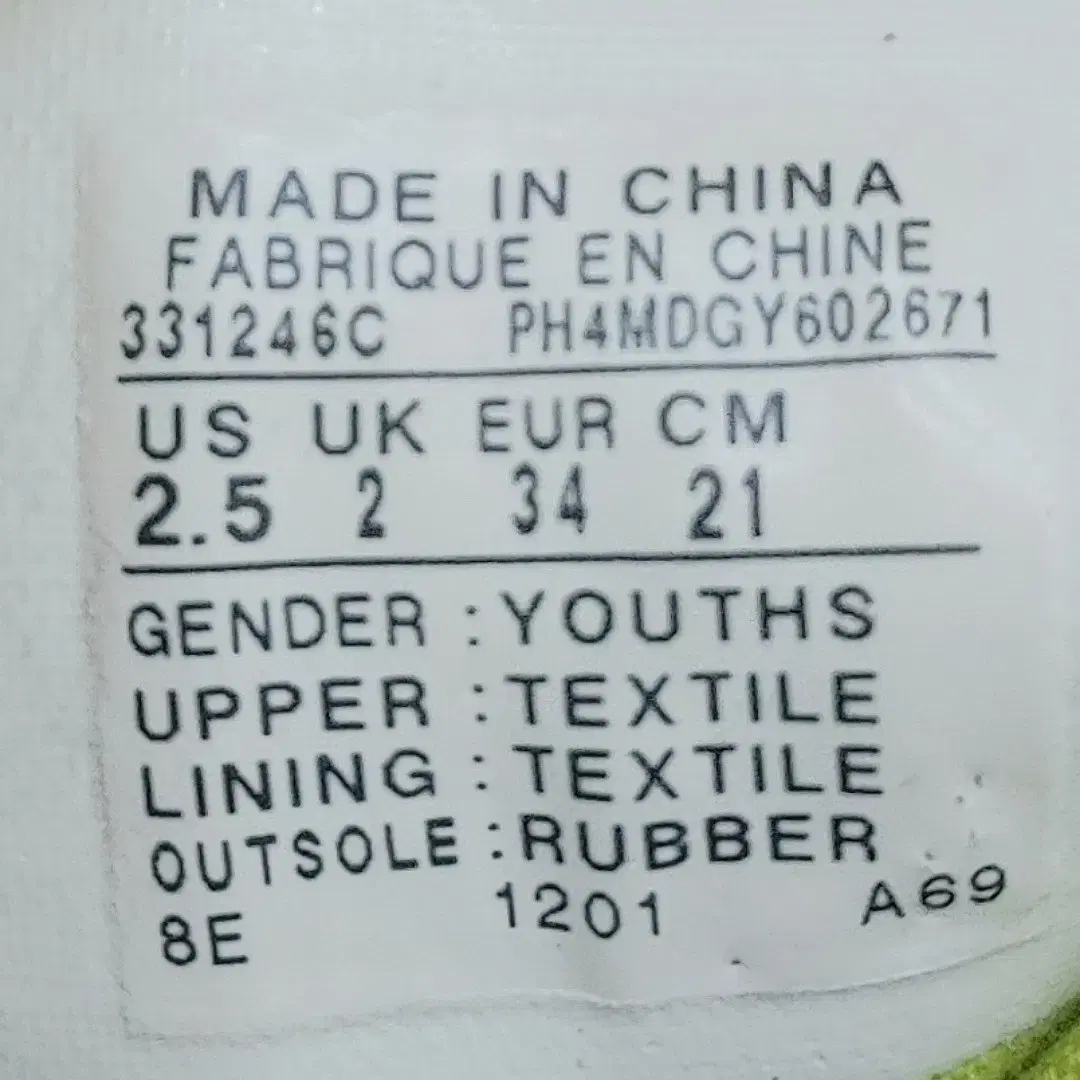 MADE IN CHINA
FABRIQUE EN CHINE
331246C PH4MDGY602671
US UK EUR CM
2.5 2 34 21
GENDER :YOUTHS
UPPER :TEXTILE
LINING :TEXTILE
OUTSOLE :RUBBER
8E 1201 A69